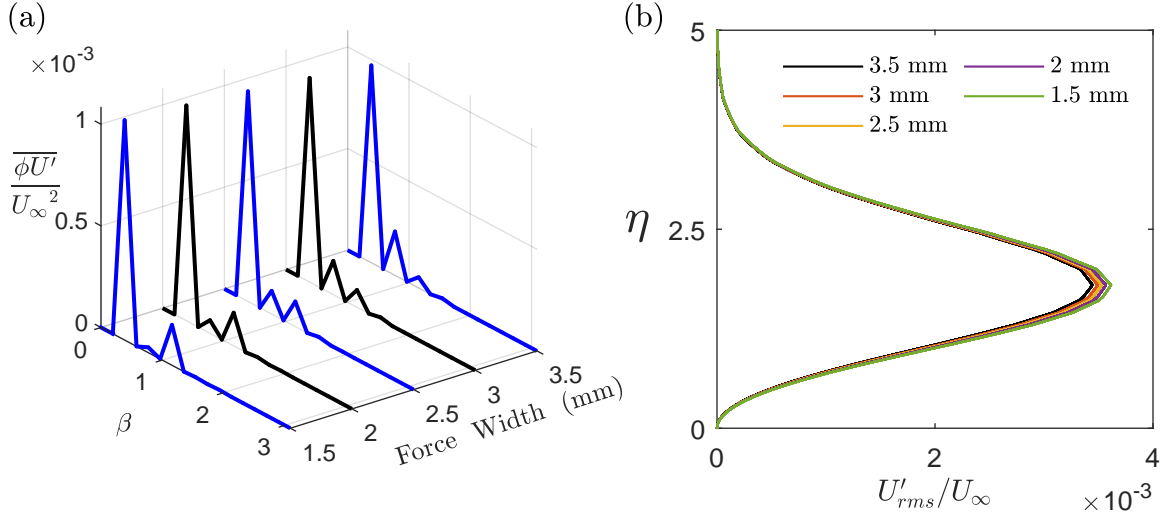 (a)
×10⁻³
1
0.5
0
ϕU′
U∞²
0
1
2
3
β
1.5
2
2.5
3
3.5
Force Width (mm)
(b)
5
2.5
0
η
3.5 mm
3 mm
2.5 mm
2 mm
1.5 mm
0
2
4
×10⁻³
U′rms/U∞